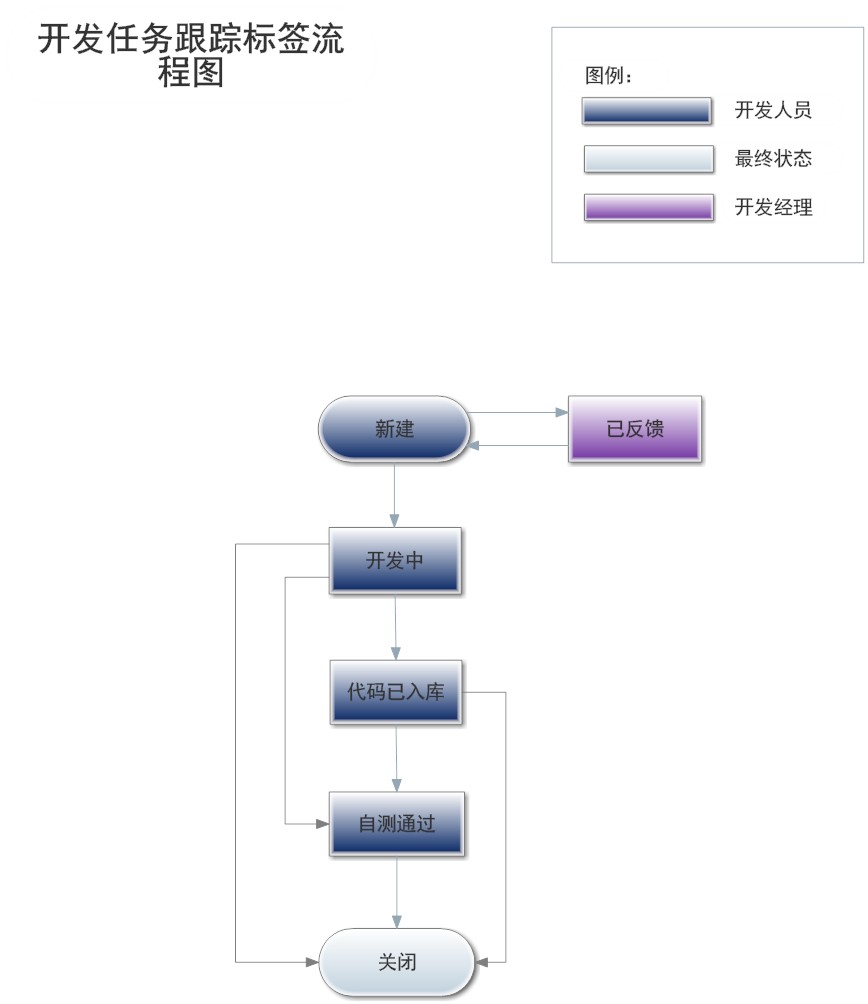 开发任务跟踪标签流
程图
图例：
开发人员
最终状态
开发经理
新建
已反馈
开发中
代码已入库
自测通过
关闭